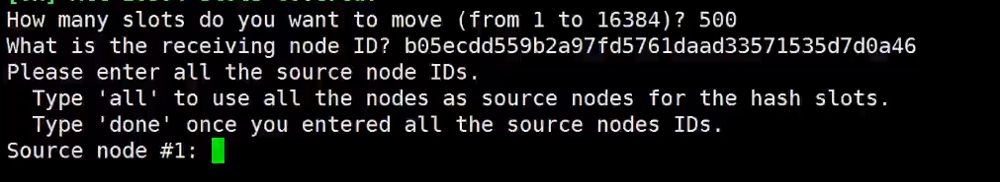 How many slots do you want to move (from 1 to 16384)? 500
What is the receiving node ID? b05ecdd559b2a97fd5761daad33571535d7d0a46
Please enter all the source node IDs.
  Type 'all' to use all the nodes as source nodes for the hash slots.
  Type 'done' once you entered all the source nodes IDs.
Source node #1: